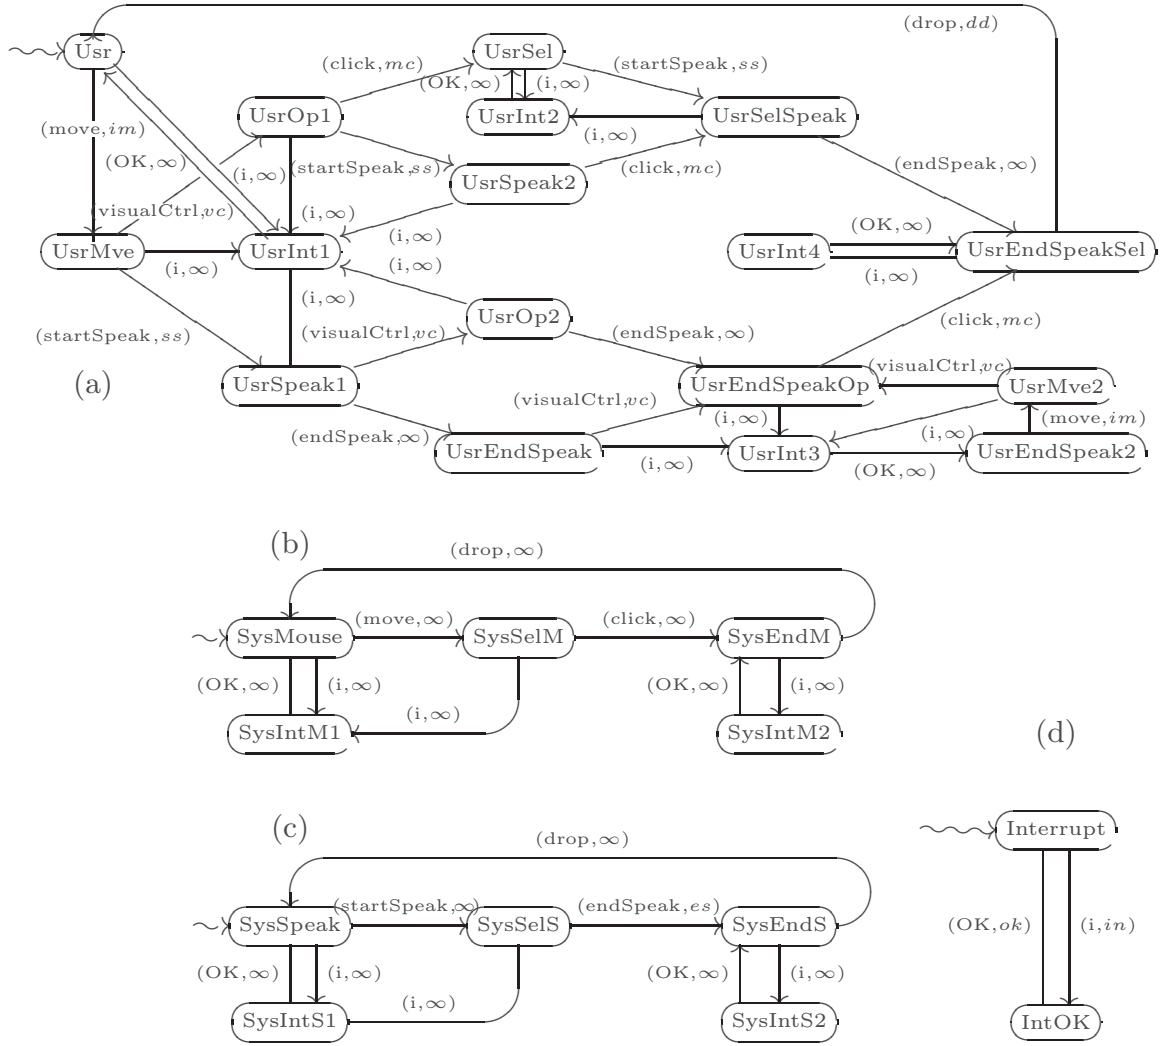 (drop,dd)
Usr
UsrSel
(click,mc)
(startSpeak,ss)
(OK,∞)
(i,∞)
UsrOp1
UsrInt2
UsrSelSpeak
(move,im)
(i,∞)
(OK,∞)
(i,∞)
(startSpeak,ss)
(click,mc)
(endSpeak,∞)
UsrSpeak2
(visualCtrl,vc)
(i,∞)
(OK,∞)
(i,∞)
UsrMve
UsrInt1
UsrInt4
UsrEndSpeakSel
(i,∞)
(i,∞)
(i,∞)
(i,∞)
UsrOp2
(click,mc)
(startSpeak,ss)
(visualCtrl,vc)
(endSpeak,∞)
(visualCtrl,vc)
(a)
UsrSpeak1
UsrEndSpeakOp
UsrMve2
(visualCtrl,vc)
(i,∞)
(move,im)
(endSpeak,∞)
(i,∞)
UsrEndSpeak
UsrInt3
UsrEndSpeak2
(i,∞)
(OK,∞)
(b)
(drop,∞)
(move,∞)
(click,∞)
SysMouse
SysSelM
SysEndM
(OK,∞)
(i,∞)
(OK,∞)
(i,∞)
(i,∞)
SysIntM1
SysIntM2
(d)
(c)
Interrupt
(drop,∞)
(startSpeak,∞)
(endSpeak,es)
SysSpeak
SysSelS
SysEndS
(OK,ok)
(i,in)
(OK,∞)
(i,∞)
(OK,∞)
(i,∞)
(i,∞)
SysIntS1
SysIntS2
IntOK